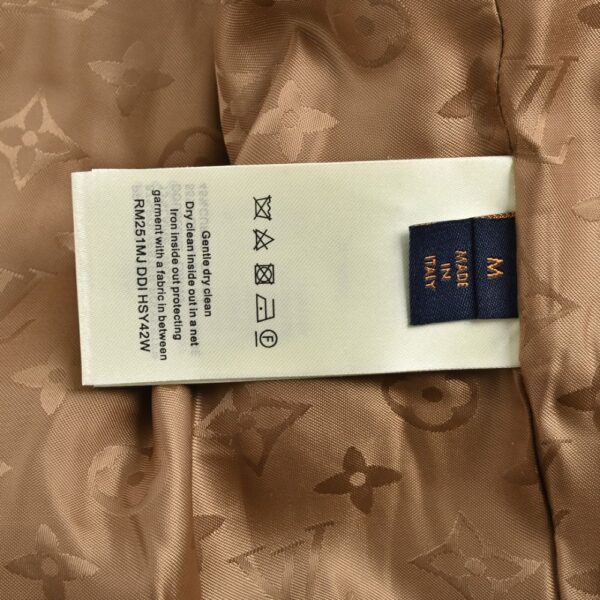 Gentle dry clean
Dry clean inside out in a net
Iron inside out protecting
garment with a fabric in between
RM251MJ DDI HSY42W
F
M
MADE
IN
ITALY